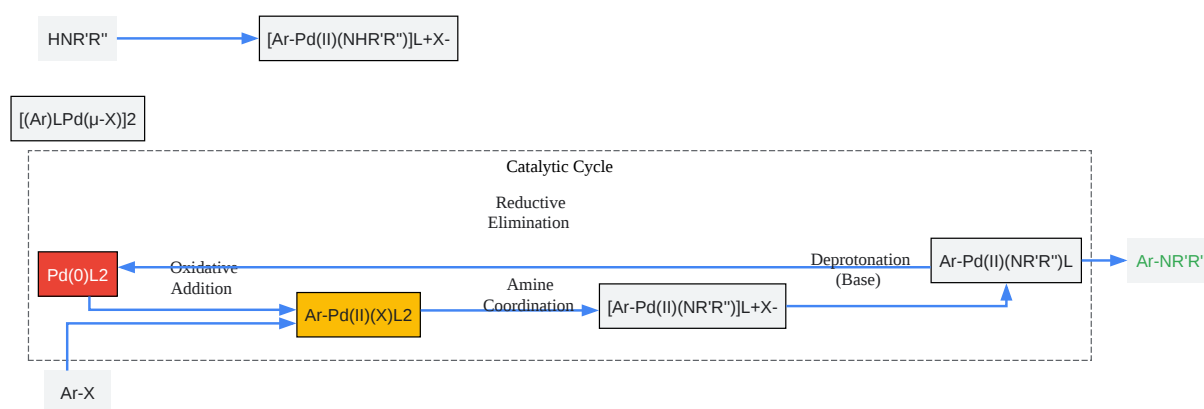 HNR'R"
[Ar-Pd(II)(NHR'R")]L+X-
[(Ar)LPd(μ-X)]2
Catalytic Cycle
Reductive
Elimination
Pd(0)L2
Oxidative
Addition
Ar-Pd(II)(X)L2
Amine
Coordination
[Ar-Pd(II)(NR'R")]L+X-
Deprotonation
(Base)
Ar-Pd(II)(NR'R")L
Ar-NR'R"
Ar-X